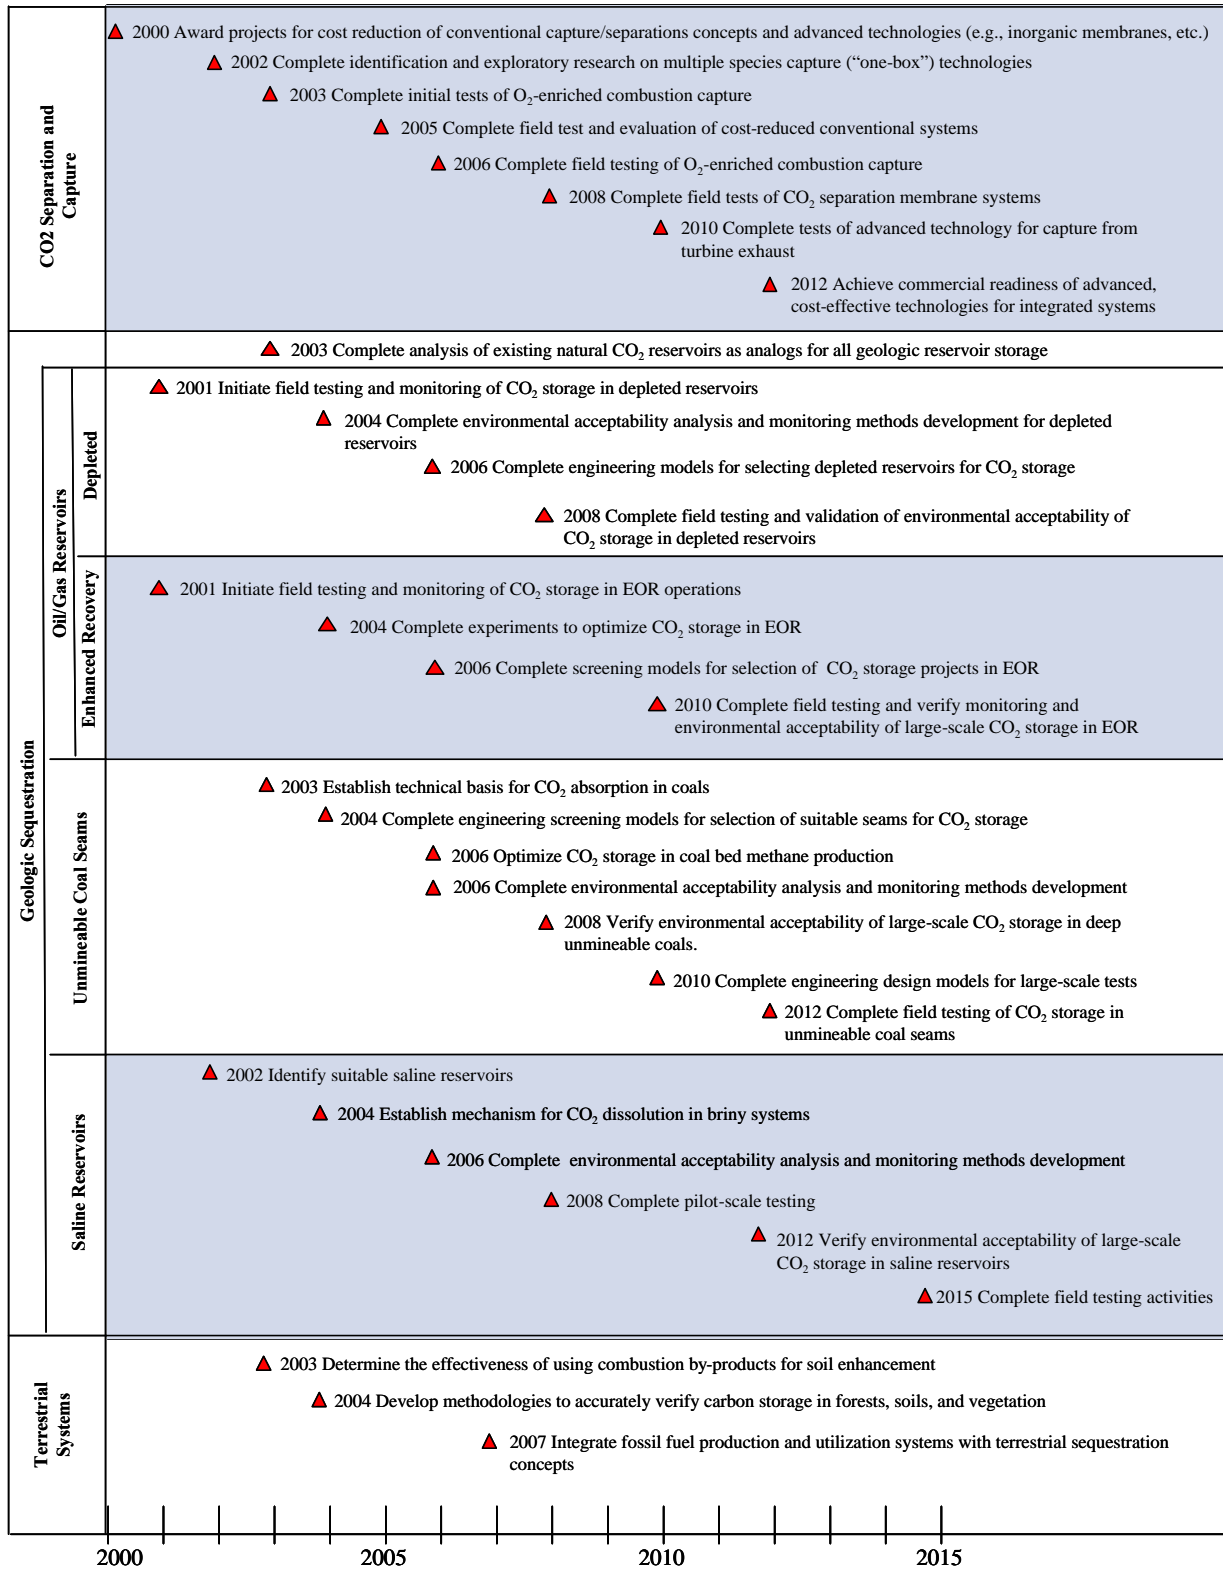 CO2 Separation and
Capture
2000 Award projects for cost reduction of conventional capture/separations concepts and advanced technologies (e.g., inorganic membranes, etc.)
2002 Complete identification and exploratory research on multiple species capture (“one-box”) technologies
2003 Complete initial tests of O2-enriched combustion capture
2005 Complete field test and evaluation of cost-reduced conventional systems
2006 Complete field testing of O2-enriched combustion capture
2008 Complete field tests of CO2 separation membrane systems
2010 Complete tests of advanced technology for capture from
turbine exhaust
2012 Achieve commercial readiness of advanced,
cost-effective technologies for integrated systems
Geologic Sequestration
2003 Complete analysis of existing natural CO2 reservoirs as analogs for all geologic reservoir storage
Oil/Gas Reservoirs
Depleted
2001 Initiate field testing and monitoring of CO2 storage in depleted reservoirs
2004 Complete environmental acceptability analysis and monitoring methods development for depleted
reservoirs
2006 Complete engineering models for selecting depleted reservoirs for CO2 storage
2008 Complete field testing and validation of environmental acceptability of
CO2 storage in depleted reservoirs
Enhanced Recovery
2001 Initiate field testing and monitoring of CO2 storage in EOR operations
2004 Complete experiments to optimize CO2 storage in EOR
2006 Complete screening models for selection of CO2 storage projects in EOR
2010 Complete field testing and verify monitoring and
environmental acceptability of large-scale CO2 storage in EOR
Unmineable Coal Seams
2003 Establish technical basis for CO2 absorption in coals
2004 Complete engineering screening models for selection of suitable seams for CO2 storage
2006 Optimize CO2 storage in coal bed methane production
2006 Complete environmental acceptability analysis and monitoring methods development
2008 Verify environmental acceptability of large-scale CO2 storage in deep
unmineable coals.
2010 Complete engineering design models for large-scale tests
2012 Complete field testing of CO2 storage in
unmineable coal seams
Saline Reservoirs
2002 Identify suitable saline reservoirs
2004 Establish mechanism for CO2 dissolution in briny systems
2006 Complete environmental acceptability analysis and monitoring methods development
2008 Complete pilot-scale testing
2012 Verify environmental acceptability of large-scale
CO2 storage in saline reservoirs
2015 Complete field testing activities
Terrestrial
Systems
2003 Determine the effectiveness of using combustion by-products for soil enhancement
2004 Develop methodologies to accurately verify carbon storage in forests, soils, and vegetation
2007 Integrate fossil fuel production and utilization systems with terrestrial sequestration
concepts
2000 2005 2010 2015